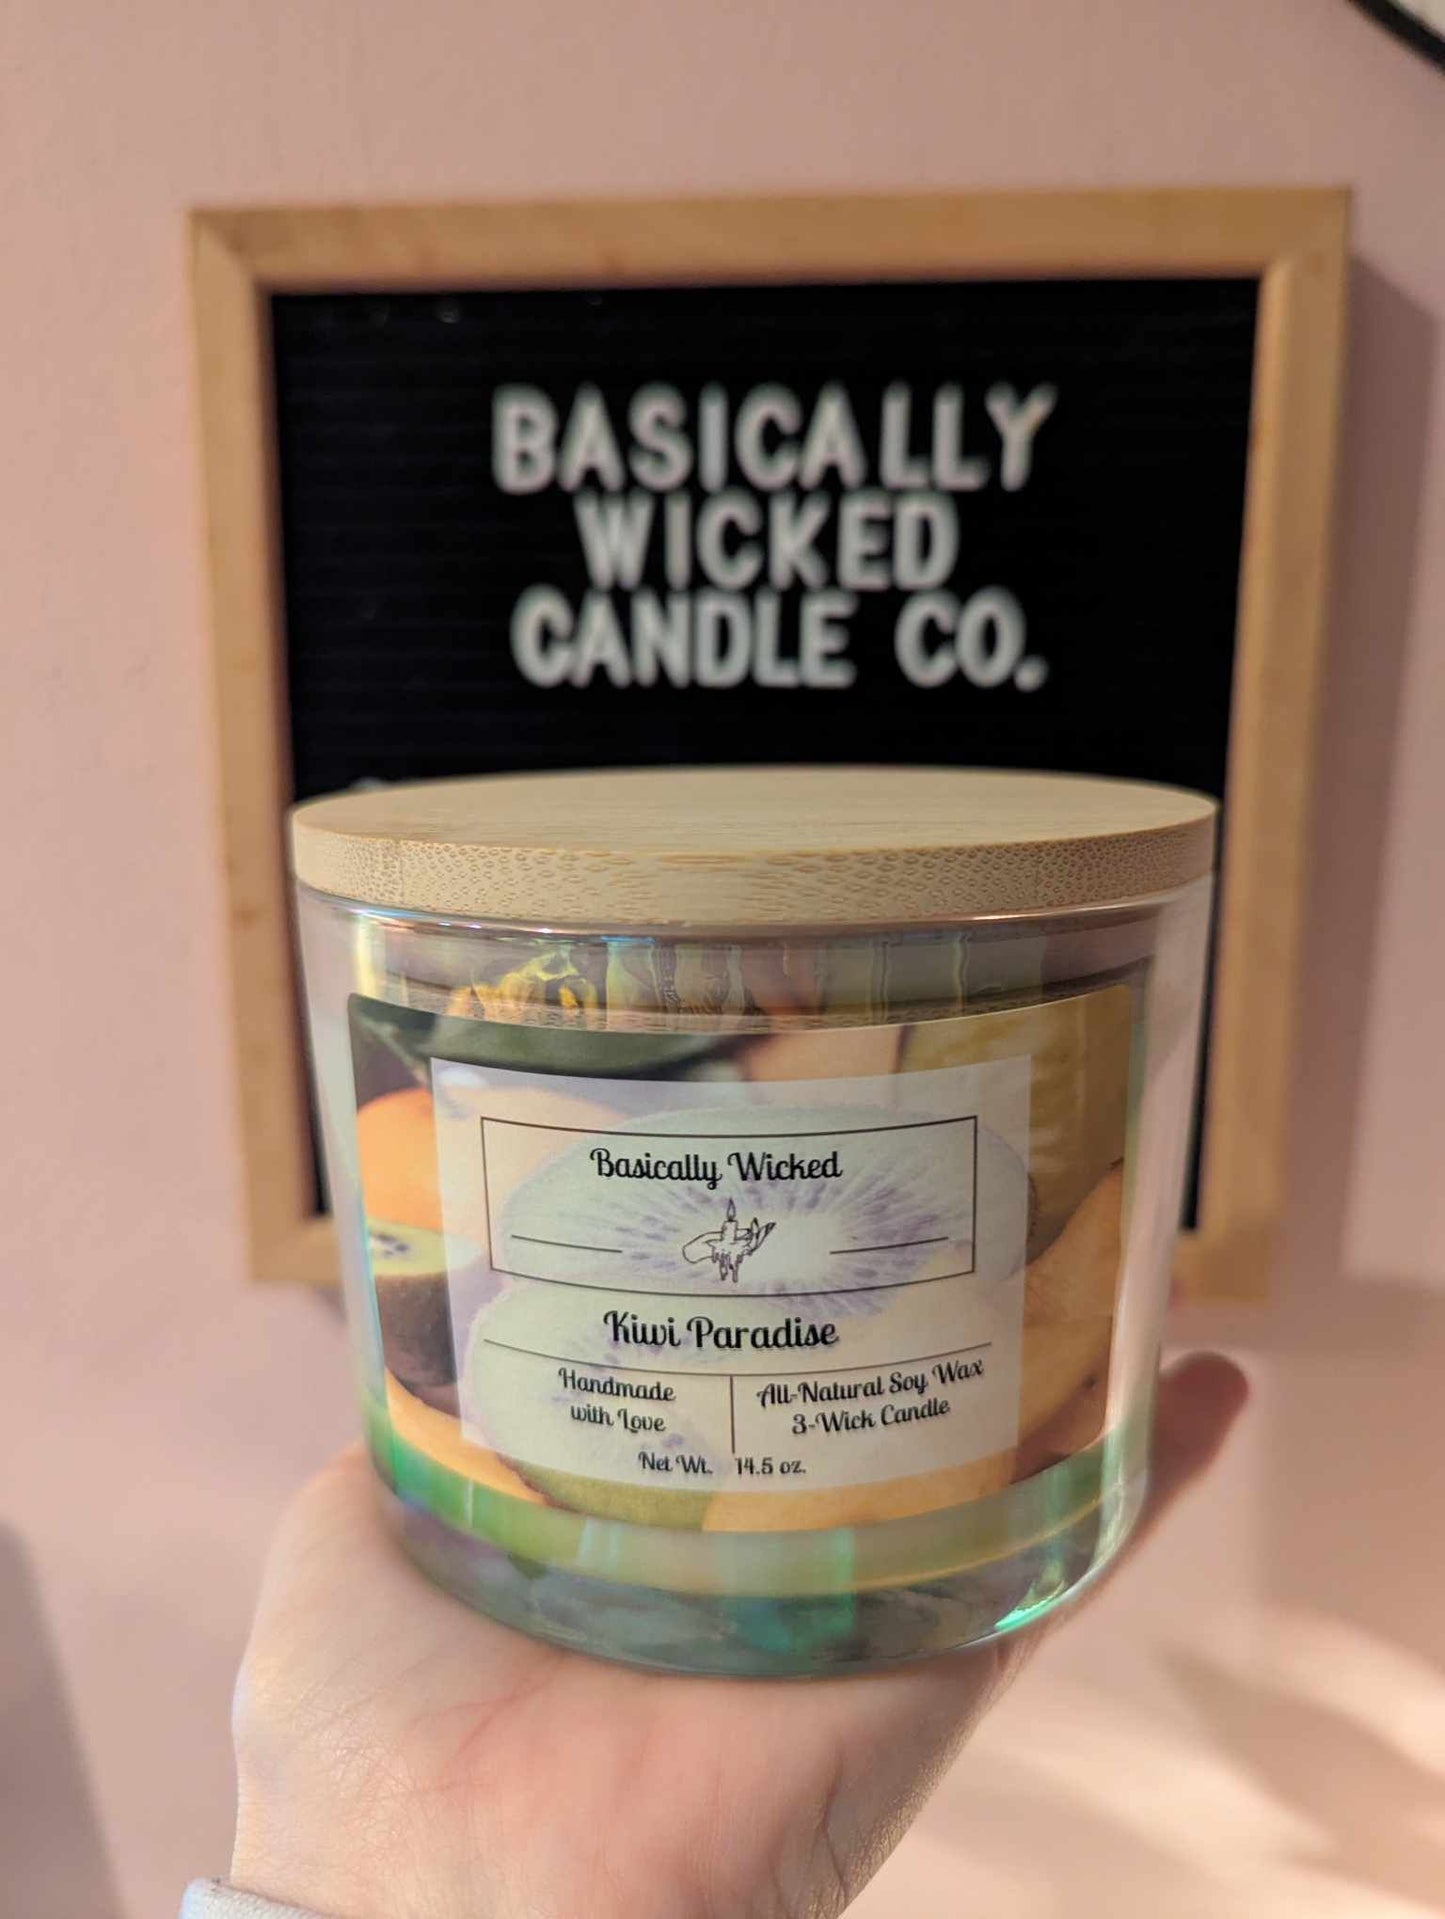 BASICALLY
WICKED
CANDLE CO.
Basically Wicked
Kiwi Paradise
Handmade
with Love
All-Natural Soy Wax
3-Wick Candle
Net Wt. 14.5 oz.